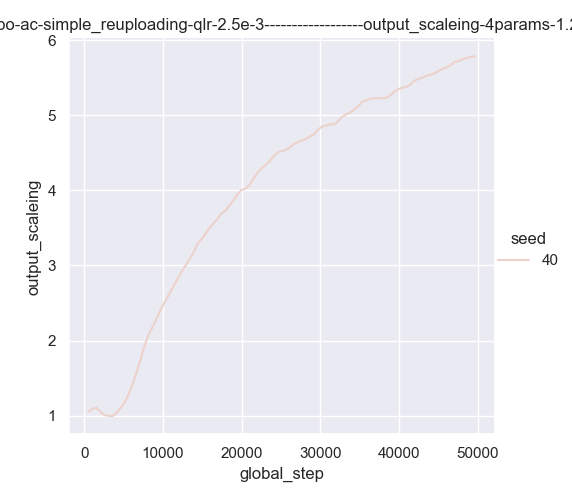 oo-ac-simple_reuploading-qlr-2.5e-3------------------output_scaleing-4params-1.2
6
5
4
3
2
1
output_scaleing
0 10000 20000 30000 40000 50000
global_step
seed
40